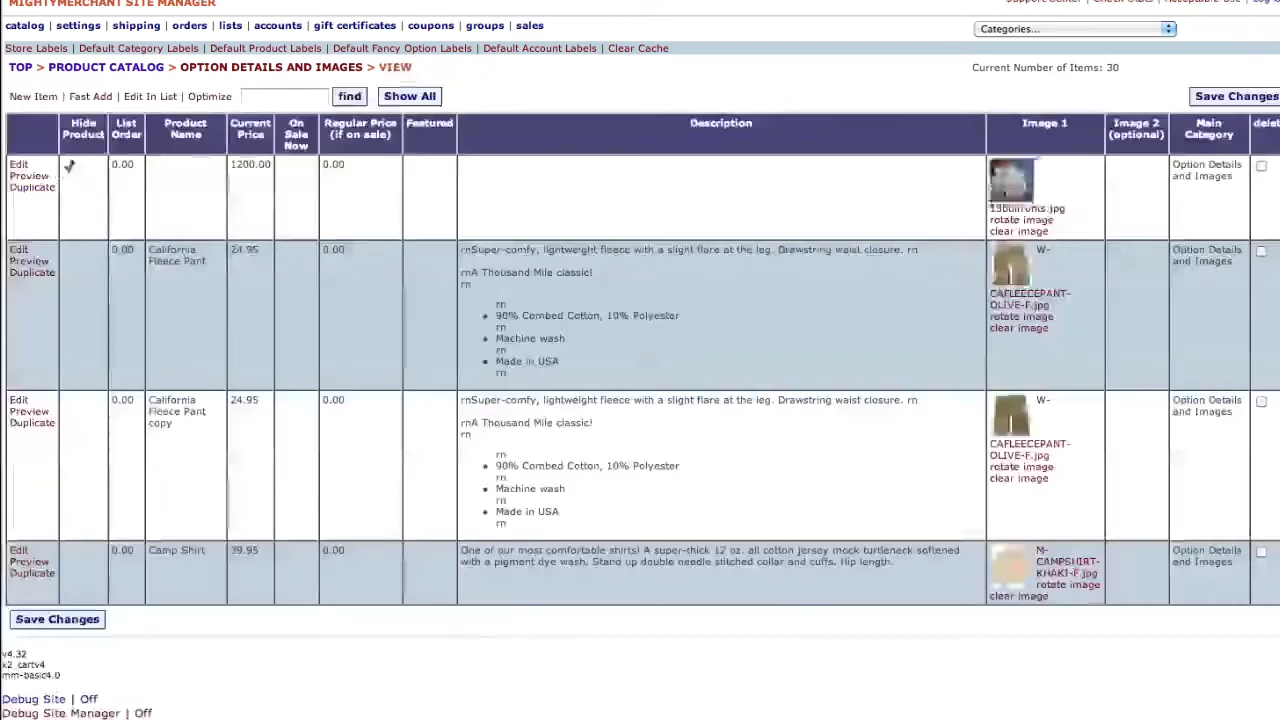 MIGHTYMERCHANT SITE MANAGER
catalog | settings | shipping | orders | lists | accounts | gift certificates | coupons | groups | sales
Categories...
Store Labels | Default Category Labels | Default Product Labels | Default Fancy Option Labels | Default Account Labels | Clear Cache
TOP > PRODUCT CATALOG > OPTION DETAILS AND IMAGES > VIEW
Current Number of Items: 30
New Item | Fast Add | Edit In List | Optimize
find
Show All
Save Changes
Hide Product
List Order
Product Name
Current Price
On Sale Now
Regular Price (if on sale)
Featured
Description
Image 1
Image 2 (optional)
Main Category
delet
Edit
Preview
Duplicate
0.00
1200.00
0.00
rotate image
clear image
Option Details
and Images
Edit
Preview
Duplicate
0.00
California
Fleece Pant
24.95
0.00
rnSuper-comfy, lightweight fleece with a slight flare at the leg. Drawstring waist closure. rn
rnA Thousand Mile classic!
rn
rn
• 90% Combed Cotton, 10% Polyester
rn
• Machine wash
rn
• Made in USA
rn
W-
CAFLEECEPANT-
OLIVE-F.jpg
rotate image
clear image
Option Details
and Images
Edit
Preview
Duplicate
0.00
California
Fleece Pant
copy
24.95
0.00
rnSuper-comfy, lightweight fleece with a slight flare at the leg. Drawstring waist closure. rn
rnA Thousand Mile classic!
rn
rn
• 90% Combed Cotton, 10% Polyester
rn
• Machine wash
rn
• Made in USA
rn
W-
CAFLEECEPANT-
OLIVE-F.jpg
rotate image
clear image
Option Details
and Images
Edit
Preview
Duplicate
0.00
Camp Shirt
39.95
0.00
One of our most comfortable shirts! A super-thick 12 oz. all cotton jersey mock turtleneck softened
with a pigment dye wash. Stand up double needle stitched collar and cuffs. Hip length.
M-
CAMPSHIRT-
KHAKI-F.jpg
rotate image
clear image
Option Details
and Images
Save Changes
v4.32
x2_cartv4
mm-basic4.0
Debug Site | Off
Debug Site Manager | Off